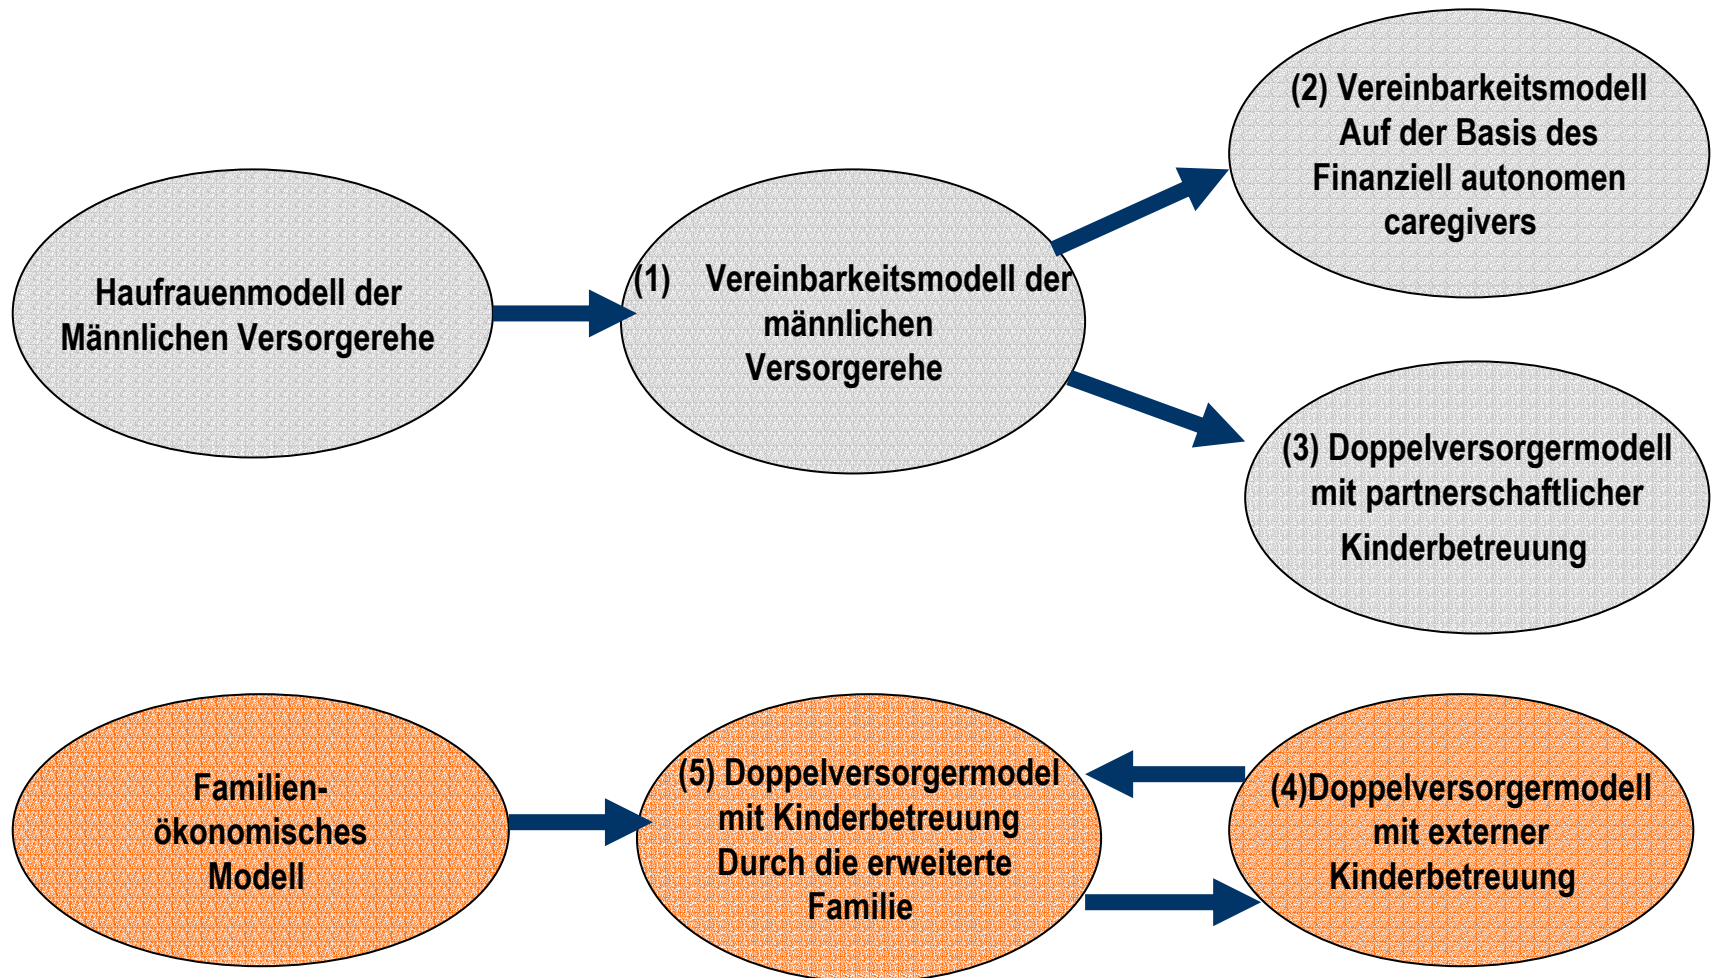 Haufrauenmodell der
Männlichen Versorgerehe
(1) Vereinbarkeitsmodell der
männlichen
Versorgerehe
(2) Vereinbarkeitsmodell
Auf der Basis des
Finanziell autonomen
caregivers
(3) Doppelversorgermodell
mit partnerschaftlicher
Kinderbetreuung
Familien-
ökonomisches
Modell
(5) Doppelversorgermodel
mit Kinderbetreuung
Durch die erweiterte
Familie
(4)Doppelversorgermodell
mit externer
Kinderbetreuung